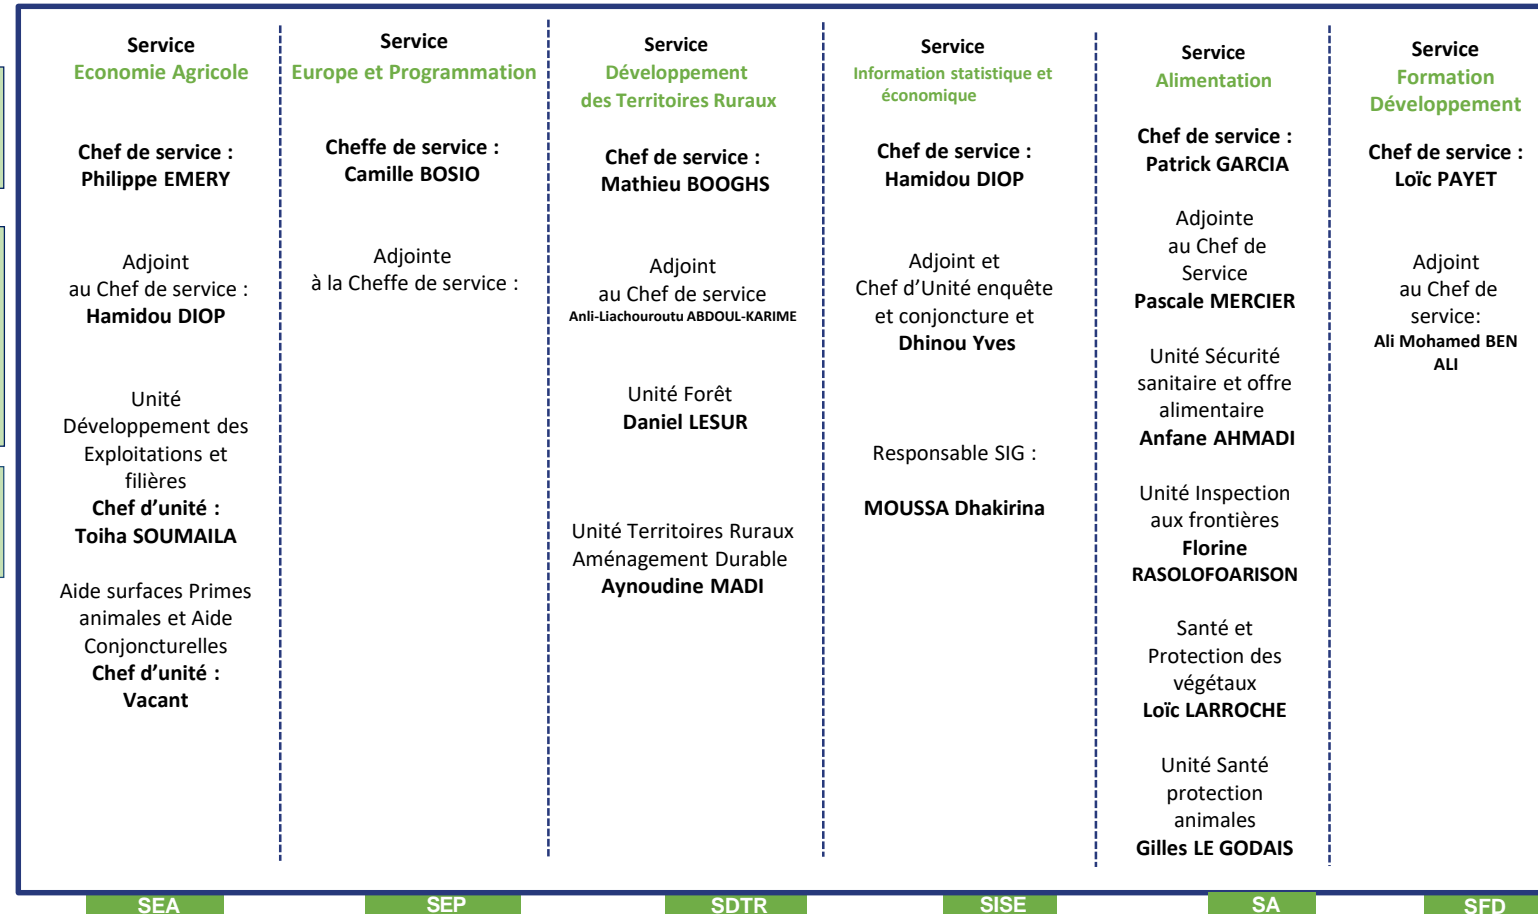 Service
Economie Agricole
Chef de service :
Philippe EMERY
Adjoint
au Chef de service :
Hamidou DIOP
Unité
Développement des
Exploitations et
filières
Chef d’unité :
Toiha SOUMAILA
Aide surfaces Primes
animales et Aide
Conjoncturelles
Chef d’unité :
Vacant
SEA
Service
Europe et Programmation
Cheffe de service :
Camille BOSIO
Adjointe
à la Cheffe de service :
SEP
Service
Développement
des Territoires Ruraux
Chef de service :
Mathieu BOOGHS
Adjoint
au Chef de service
Anli-Liachouroutu ABDOUL-KARIME
Unité Forêt
Daniel LESUR
Unité Territoires Ruraux
Aménagement Durable
Aynoudine MADI
SDTR
Service
Information statistique et
économique
Chef de service :
Hamidou DIOP
Adjoint et
Chef d’Unité enquête
et conjoncture et
Dhinou Yves
Responsable SIG :
MOUSSA Dhakirina
SISE
Service
Alimentation
Chef de service :
Patrick GARCIA
Adjointe
au Chef de
Service
Pascale MERCIER
Unité Sécurité
sanitaire et offre
alimentaire
Anfane AHMADI
Unité Inspection
aux frontières
Florine
RASOLOFOARISON
Santé et
Protection des
végétaux
Loïc LARROCHE
Unité Santé
protection
animales
Gilles LE GODAIS
SA
Service
Formation
Développement
Chef de service :
Loïc PAYET
Adjoint
au Chef de
service:
Ali Mohamed BEN
ALI
SFD